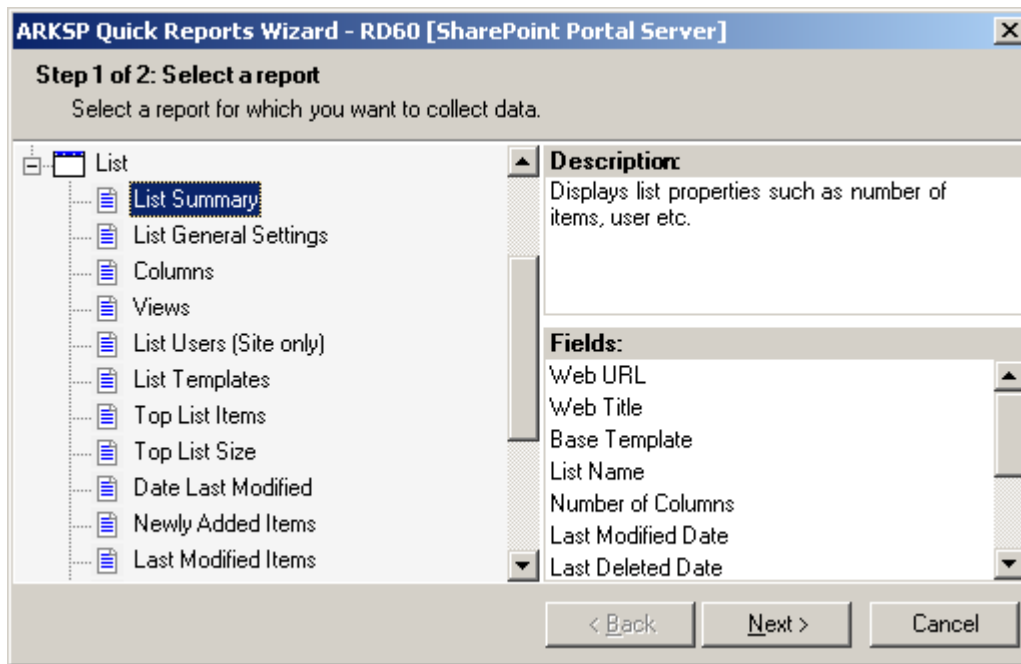 ARKSP Quick Reports Wizard - RD60 [SharePoint Portal Server]
Step 1 of 2: Select a report
Select a report for which you want to collect data.
List
List Summary
List General Settings
Columns
Views
List Users (Site only)
List Templates
Top List Items
Top List Size
Date Last Modified
Newly Added Items
Last Modified Items
Description:
Displays list properties such as number of
items, user etc.
Fields:
Web URL
Web Title
Base Template
List Name
Number of Columns
Last Modified Date
Last Deleted Date
< Back
Next >
Cancel